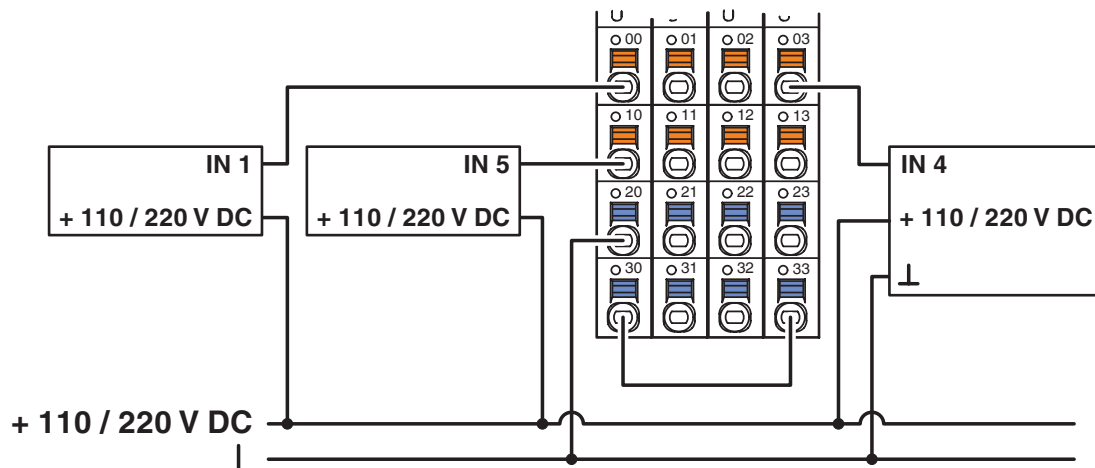 00 01 02 03
10 11 12 13
IN 1
+ 110 / 220 V DC
IN 5
+ 110 / 220 V DC
IN 4
+ 110 / 220 V DC
20 21 22 23
30 31 32 33
+ 110 / 220 V DC